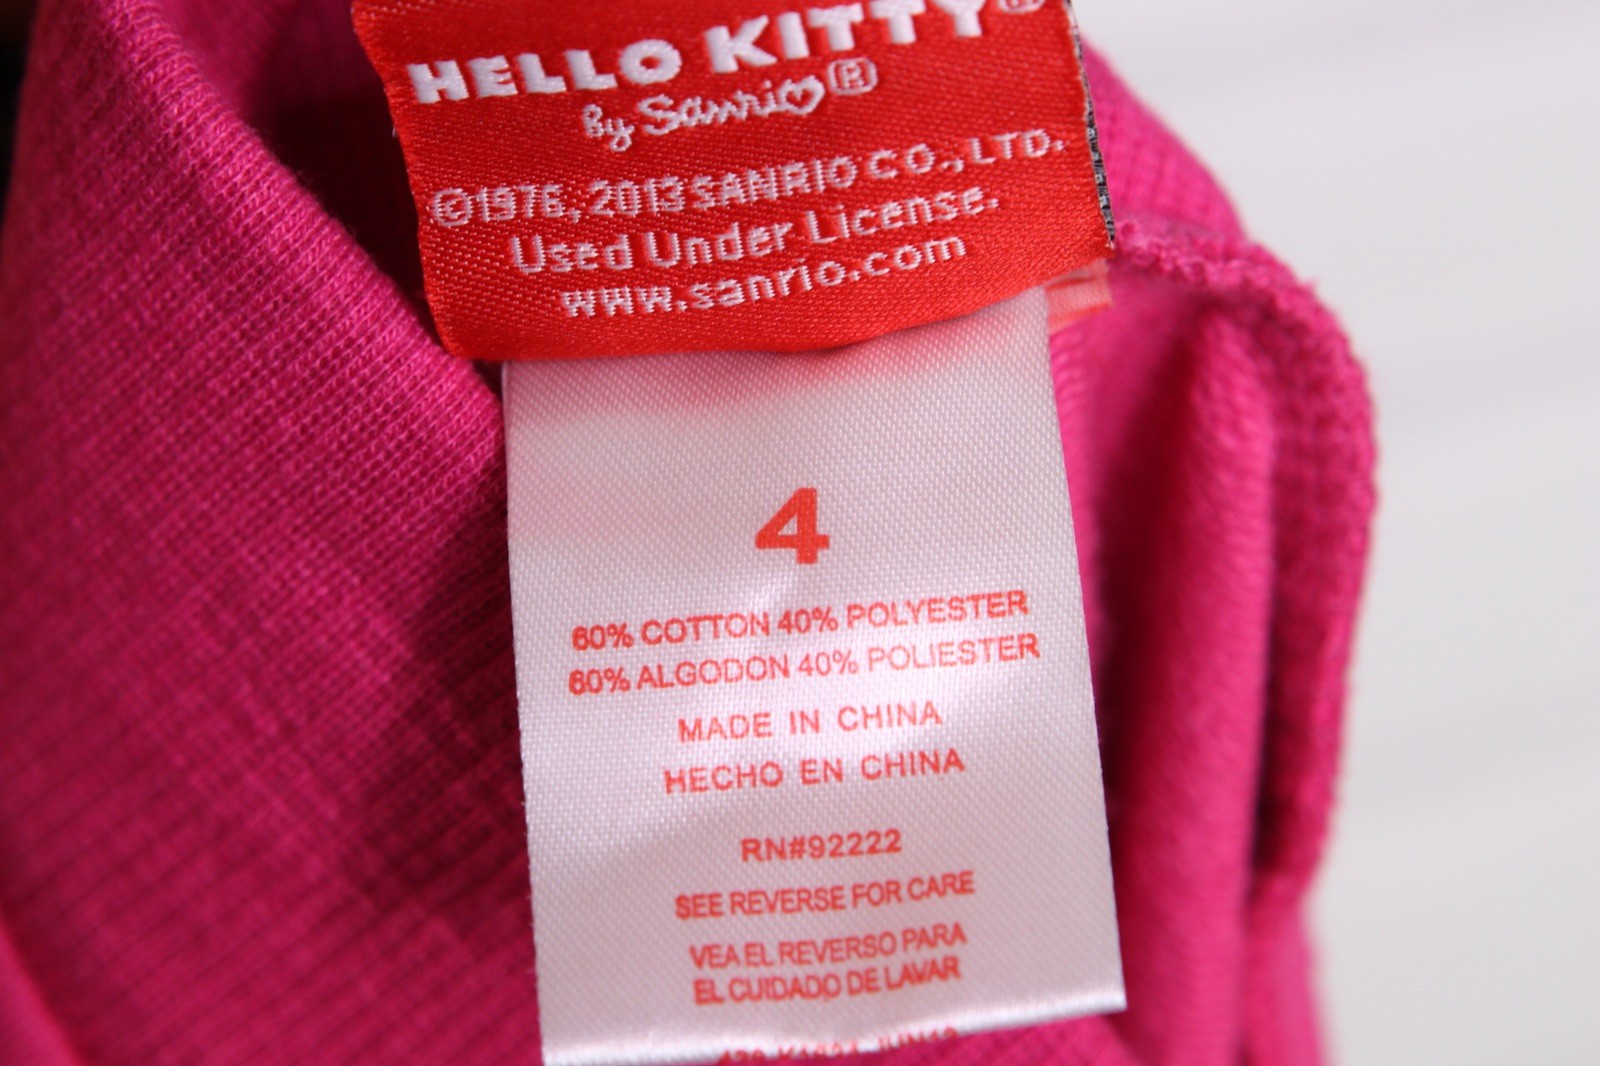 HELLO KITTY®
By Sanrio®
©1976, 2013 SANRIO CO., LTD.
Used Under License.
www.sanrio.com
4
60% COTTON 40% POLYESTER
60% ALGODON 40% POLIESTER
MADE IN CHINA
HECHO EN CHINA
RN#92222
SEE REVERSE FOR CARE
VEA EL REVERSO PARA
EL CUIDADO DE LAVAR